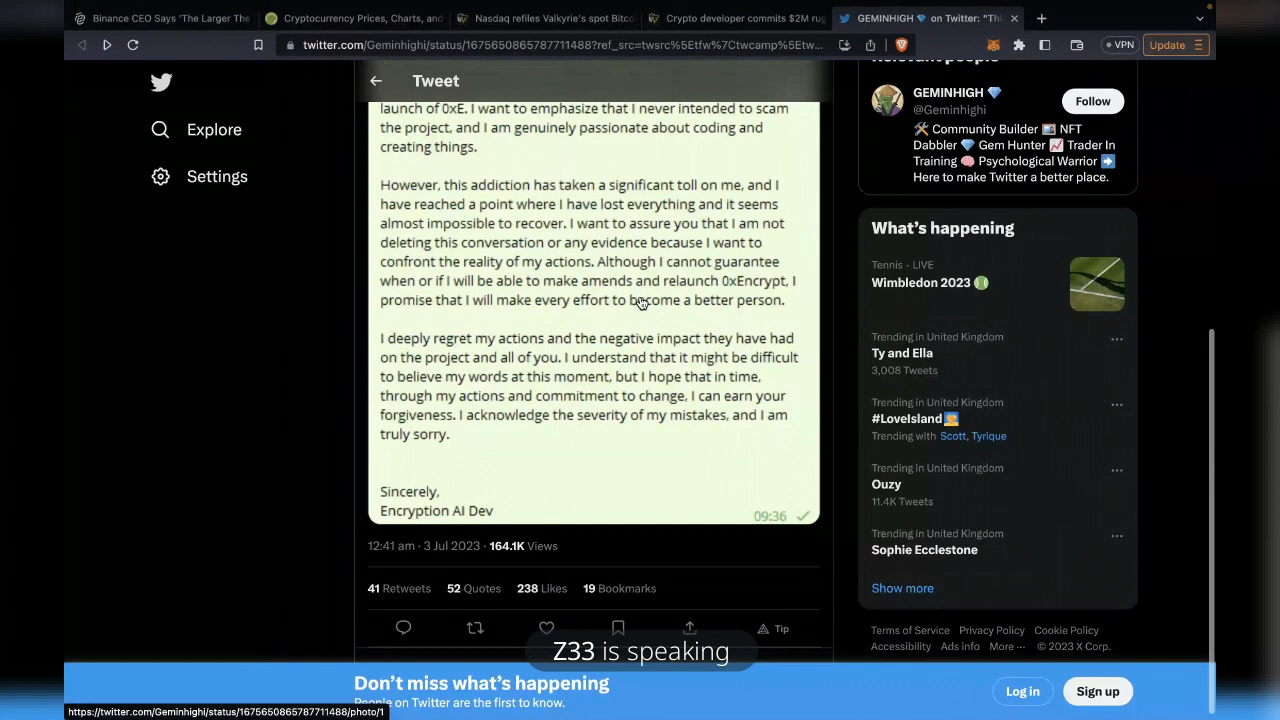 Binance CEO Says 'The Larger The
Cryptocurrency Prices, Charts, and
Nasdaq refiles Valkyrie's spot Bitco
Crypto developer commits $2M rug
GEMINHIGH 💎 on Twitter: "Thi
twitter.com/Geminhighi/status/1675650865787711488?ref_src=twsrc%5Etfw%7Ctwcamp%5Etw...
VPN
Update
Tweet
Explore
Settings
launch of 0xE. I want to emphasize that I never intended to scam
the project, and I am genuinely passionate about coding and
creating things.
However, this addiction has taken a significant toll on me, and I
have reached a point where I have lost everything and it seems
almost impossible to recover. I want to assure you that I am not
deleting this conversation or any evidence because I want to
confront the reality of my actions. Although I cannot guarantee
when or if I will be able to make amends and relaunch 0xEncrypt, I
promise that I will make every effort to become a better person.
I deeply regret my actions and the negative impact they have had
on the project and all of you. I understand that it might be difficult
to believe my words at this moment, but I hope that in time,
through my actions and commitment to change, I can earn your
forgiveness. I acknowledge the severity of my mistakes, and I am
truly sorry.
Sincerely,
Encryption AI Dev
09:36
12:41 am · 3 Jul 2023 · 164.1K Views
41 Retweets 52 Quotes 238 Likes 19 Bookmarks
Tip
Relevant people
GEMINHIGH 💎
@Geminhighi
Follow
🛠️ Community Builder 🖼️ NFT
Dabbler 💎 Gem Hunter 📈 Trader In
Training 🧠 Psychological Warrior ➡️
Here to make Twitter a better place.
What's happening
Tennis · LIVE
Wimbledon 2023
Trending in United Kingdom
Ty and Ella
3,008 Tweets
Trending in United Kingdom
#LoveIsland
Trending with Scott, Tyrique
Trending in United Kingdom
Ouzy
11.4K Tweets
Trending in United Kingdom
Sophie Ecclestone
Show more
Terms of Service Privacy Policy Cookie Policy
Accessibility Ads info More ··· © 2023 X Corp.
Z33 is speaking
Don't miss what's happening
People on Twitter are the first to know.
Log in
Sign up
https://twitter.com/Geminhighi/status/1675650865787711488/photo/1